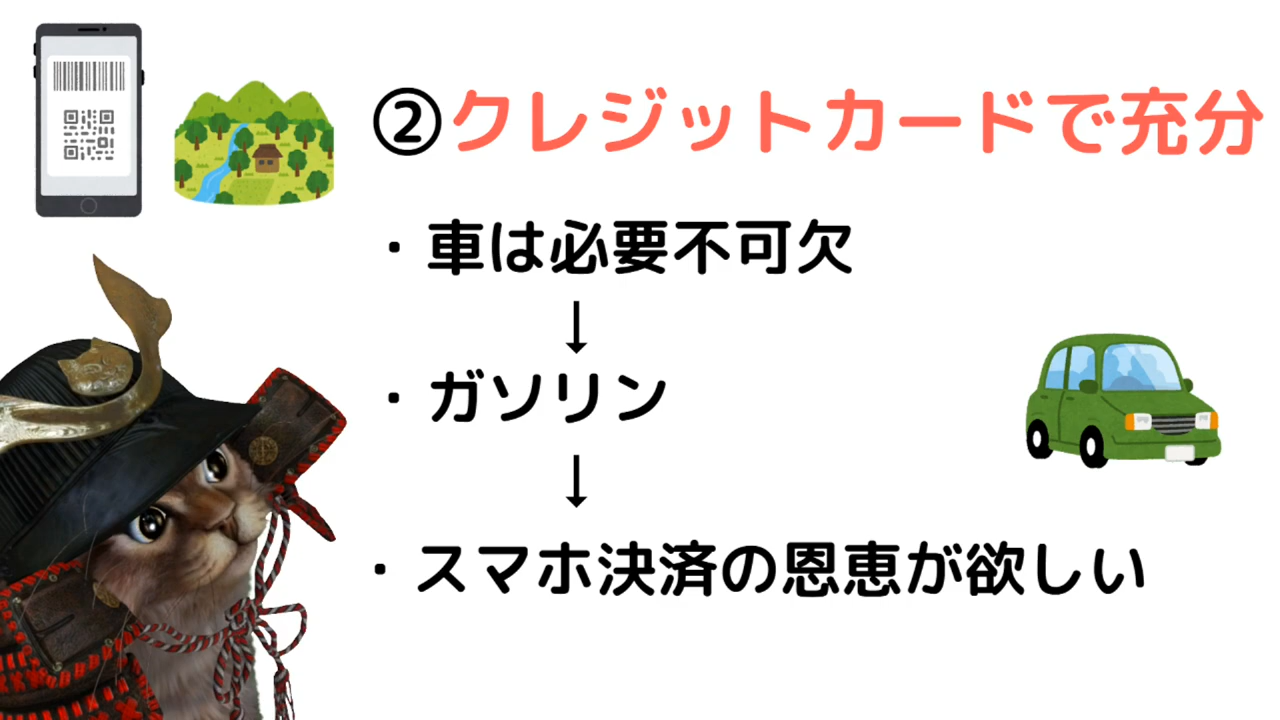 ②クレジットカードで充分
・車は必要不可欠
↓
・ガソリン
↓
・スマホ決済の恩恵が欲しい